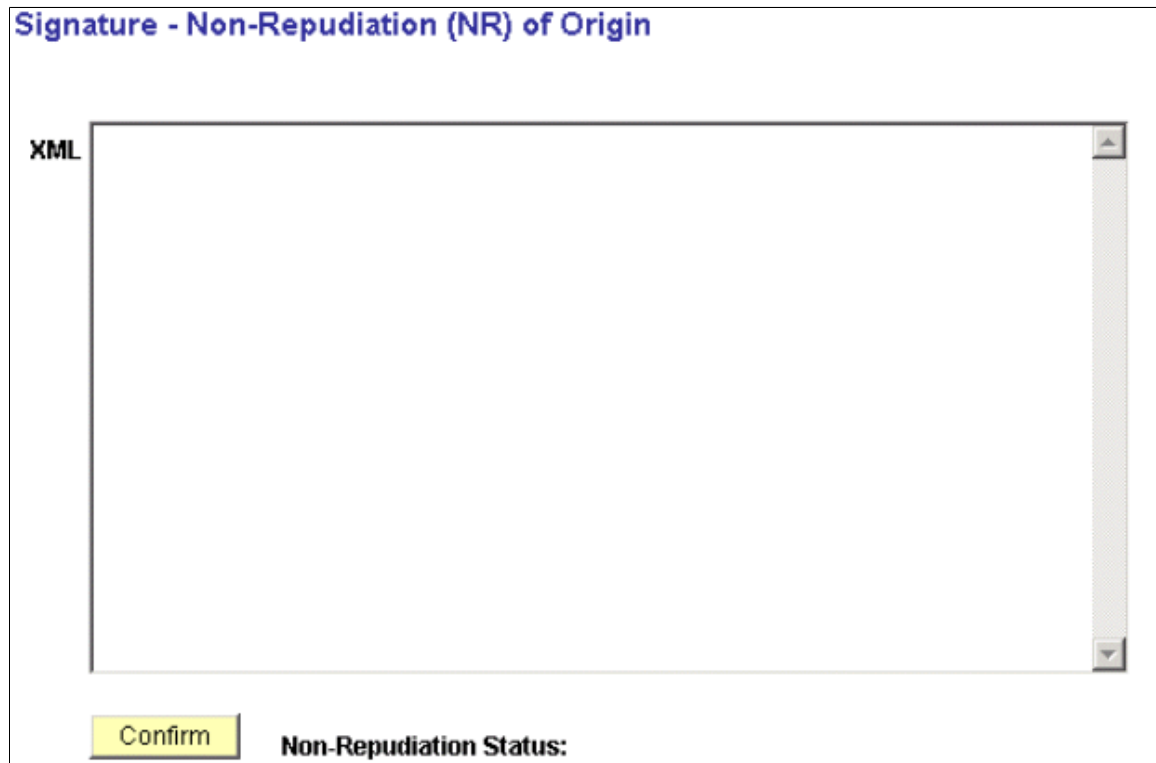 Signature - Non-Repudiation (NR) of Origin
XML
Confirm
Non-Repudiation Status: